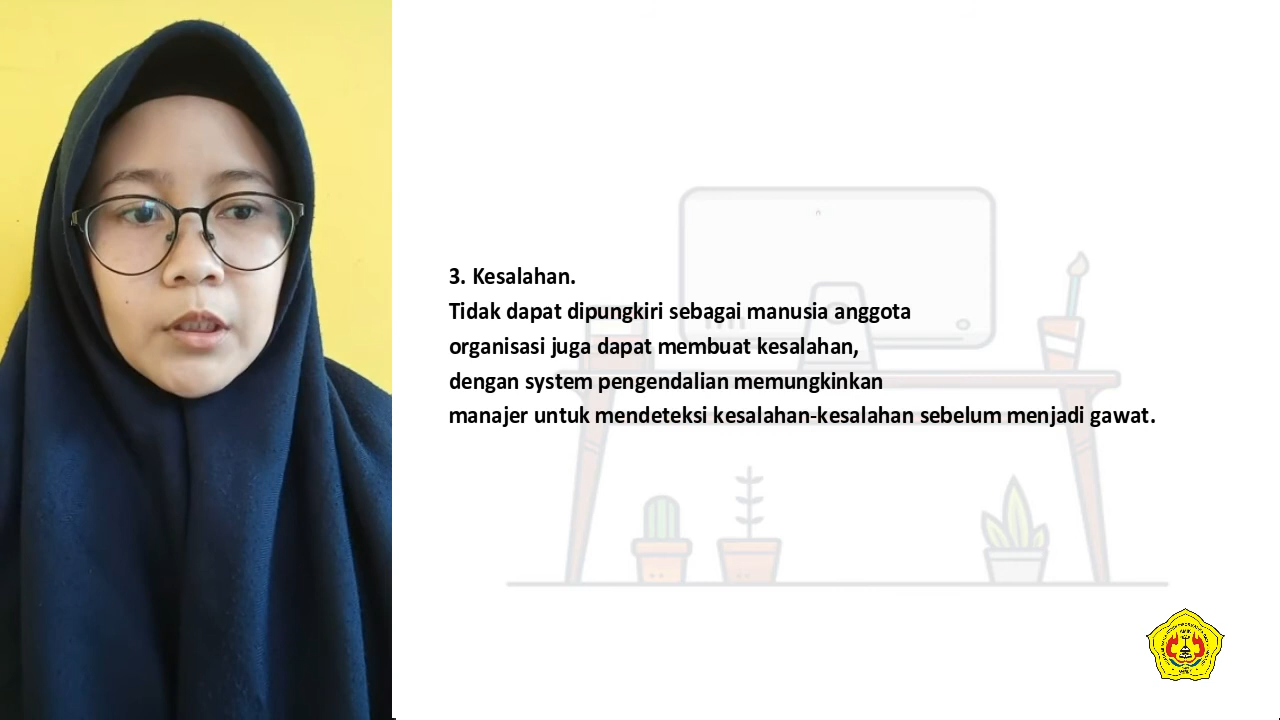 3. Kesalahan.
Tidak dapat dipungkiri sebagai manusia anggota
organisasi juga dapat membuat kesalahan,
dengan system pengendalian memungkinkan
manajer untuk mendeteksi kesalahan-kesalahan sebelum menjadi gawat.